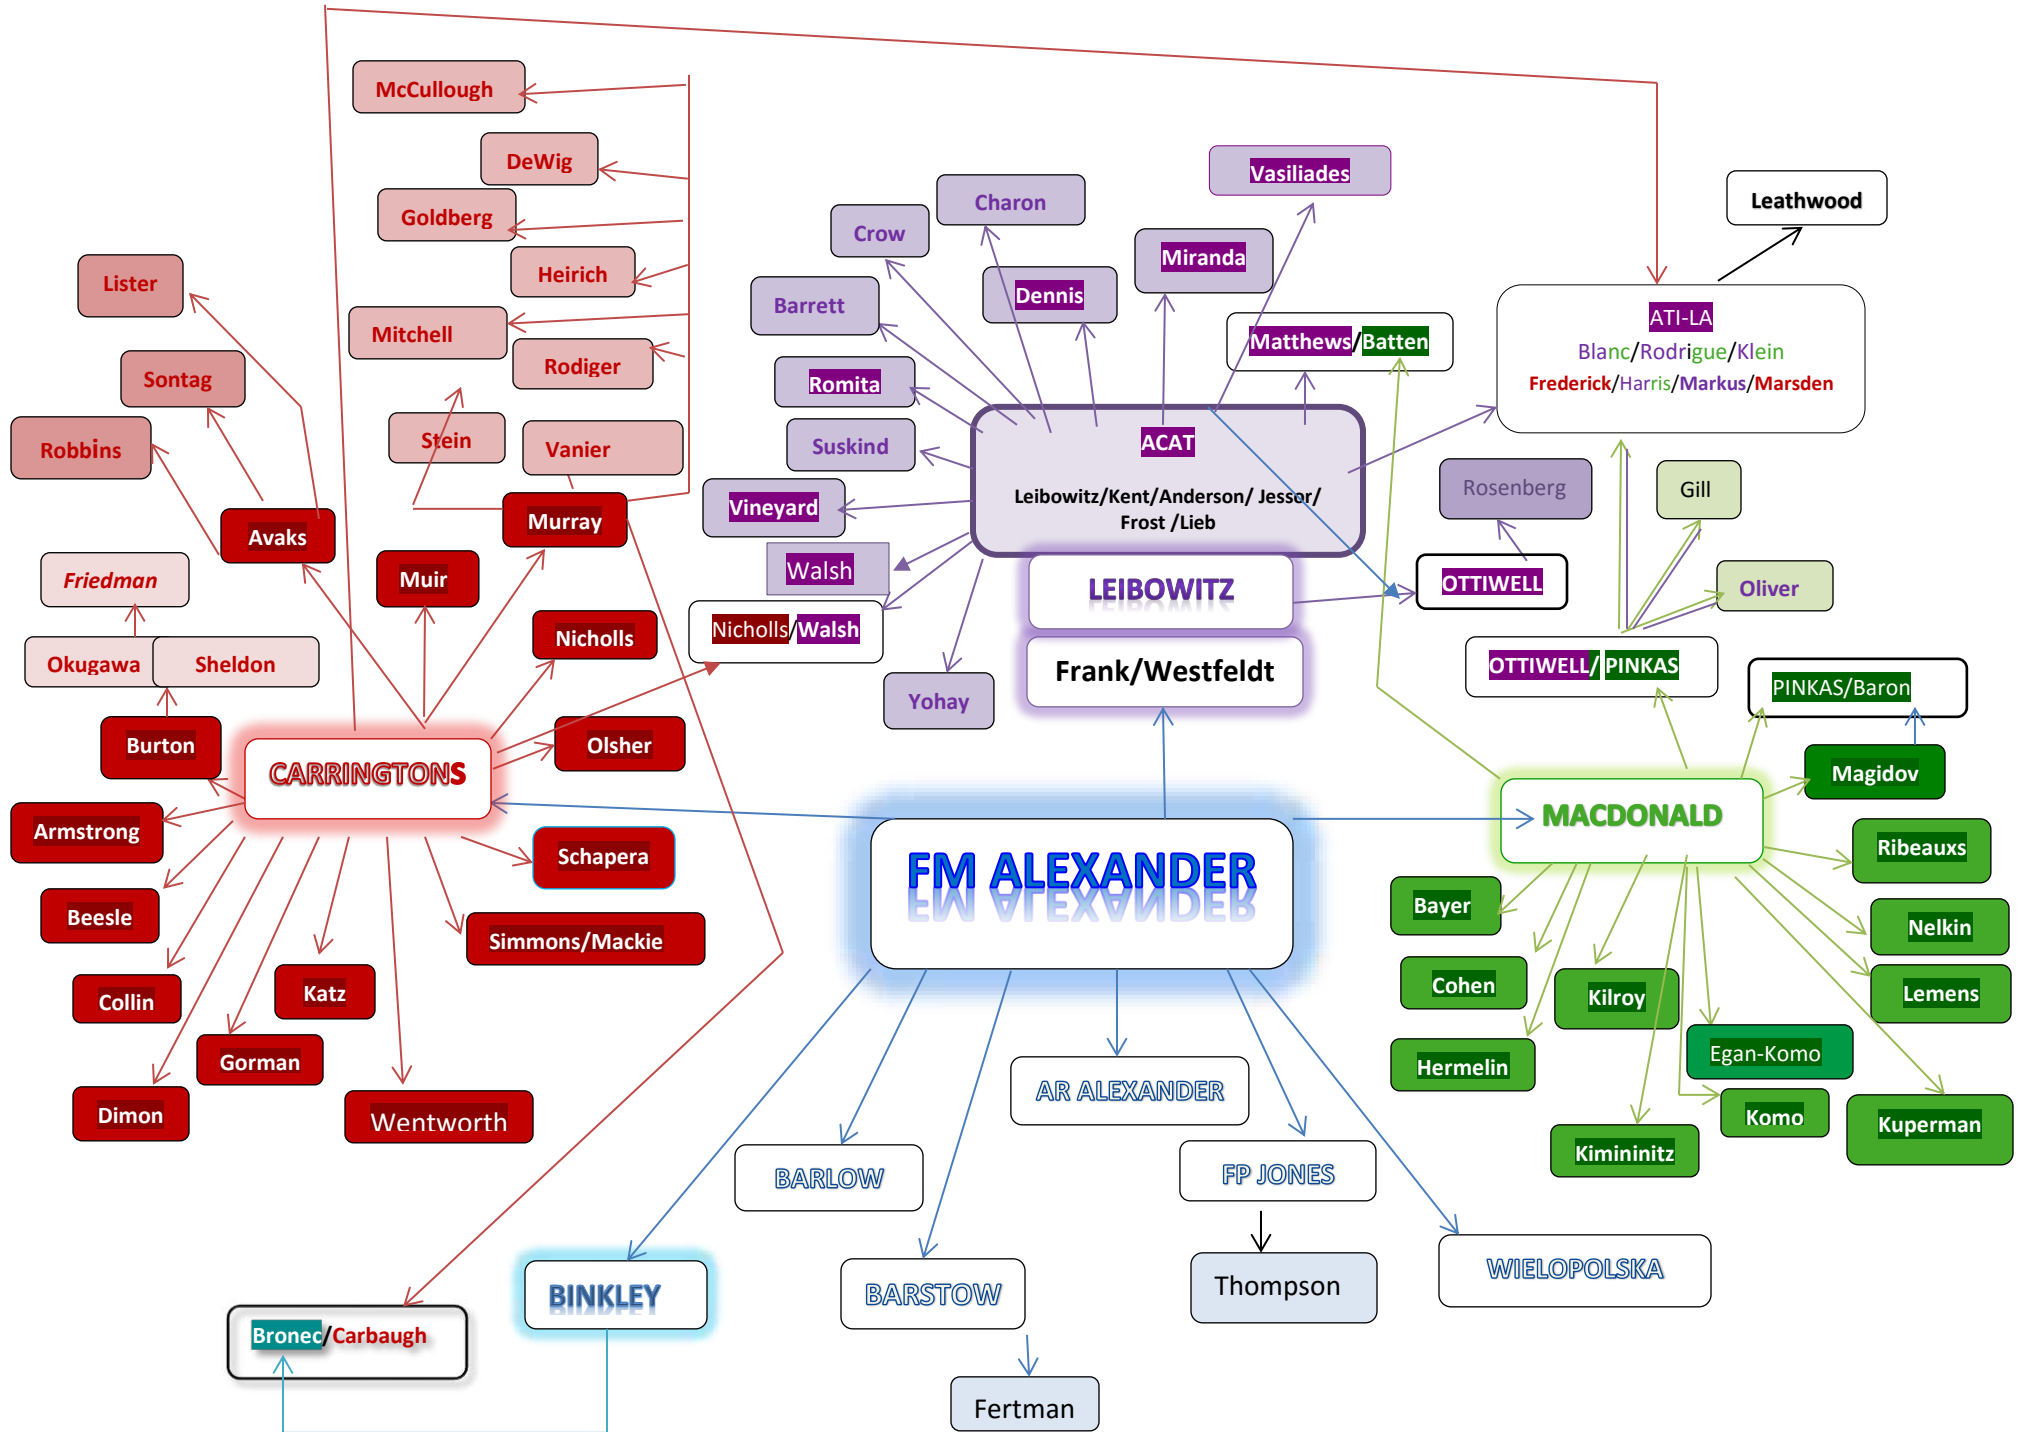 McCullough
DeWig
Goldberg
Heirich
Mitchell
Rodiger
Stein
Vanier
Lister
Sontag
Robbins
Avaks
Muir
Murray
Friedman
Okugawa
Sheldon
Burton
Nicholls
Olsher
CARRINGTONS
Armstrong
Beesle
Collin
Dimon
Gorman
Katz
Wentworth
Simmons/Mackie
Schapera
Nicholls/Walsh
Charon
Crow
Barrett
Dennis
Miranda
Vasiliades
Romita
Suskind
Vineyard
Walsh
Yohay
Matthews/Batten
ACAT
Leibowitz/Kent/Anderson/ Jessor/
Frost /Lieb
LEIBOWITZ
Frank/Westfeldt
Leathwood
ATI-LA
Blanc/Rodrigue/Klein
Frederick/Harris/Markus/Marsden
Rosenberg
Gill
OTTIWELL
Oliver
OTTIWELL/ PINKAS
PINKAS/Baron
Magidov
MACDONALD
Ribeauxs
Nelkin
Lemens
Kuperman
Bayer
Cohen
Hermelin
Kilroy
Egan-Komo
Komo
Kimininitz
FM ALEXANDER
AR ALEXANDER
BARLOW
FP JONES
Thompson
BINKLEY
BARSTOW
Fertman
WIELOPOLSKA
Bronec/Carbaugh